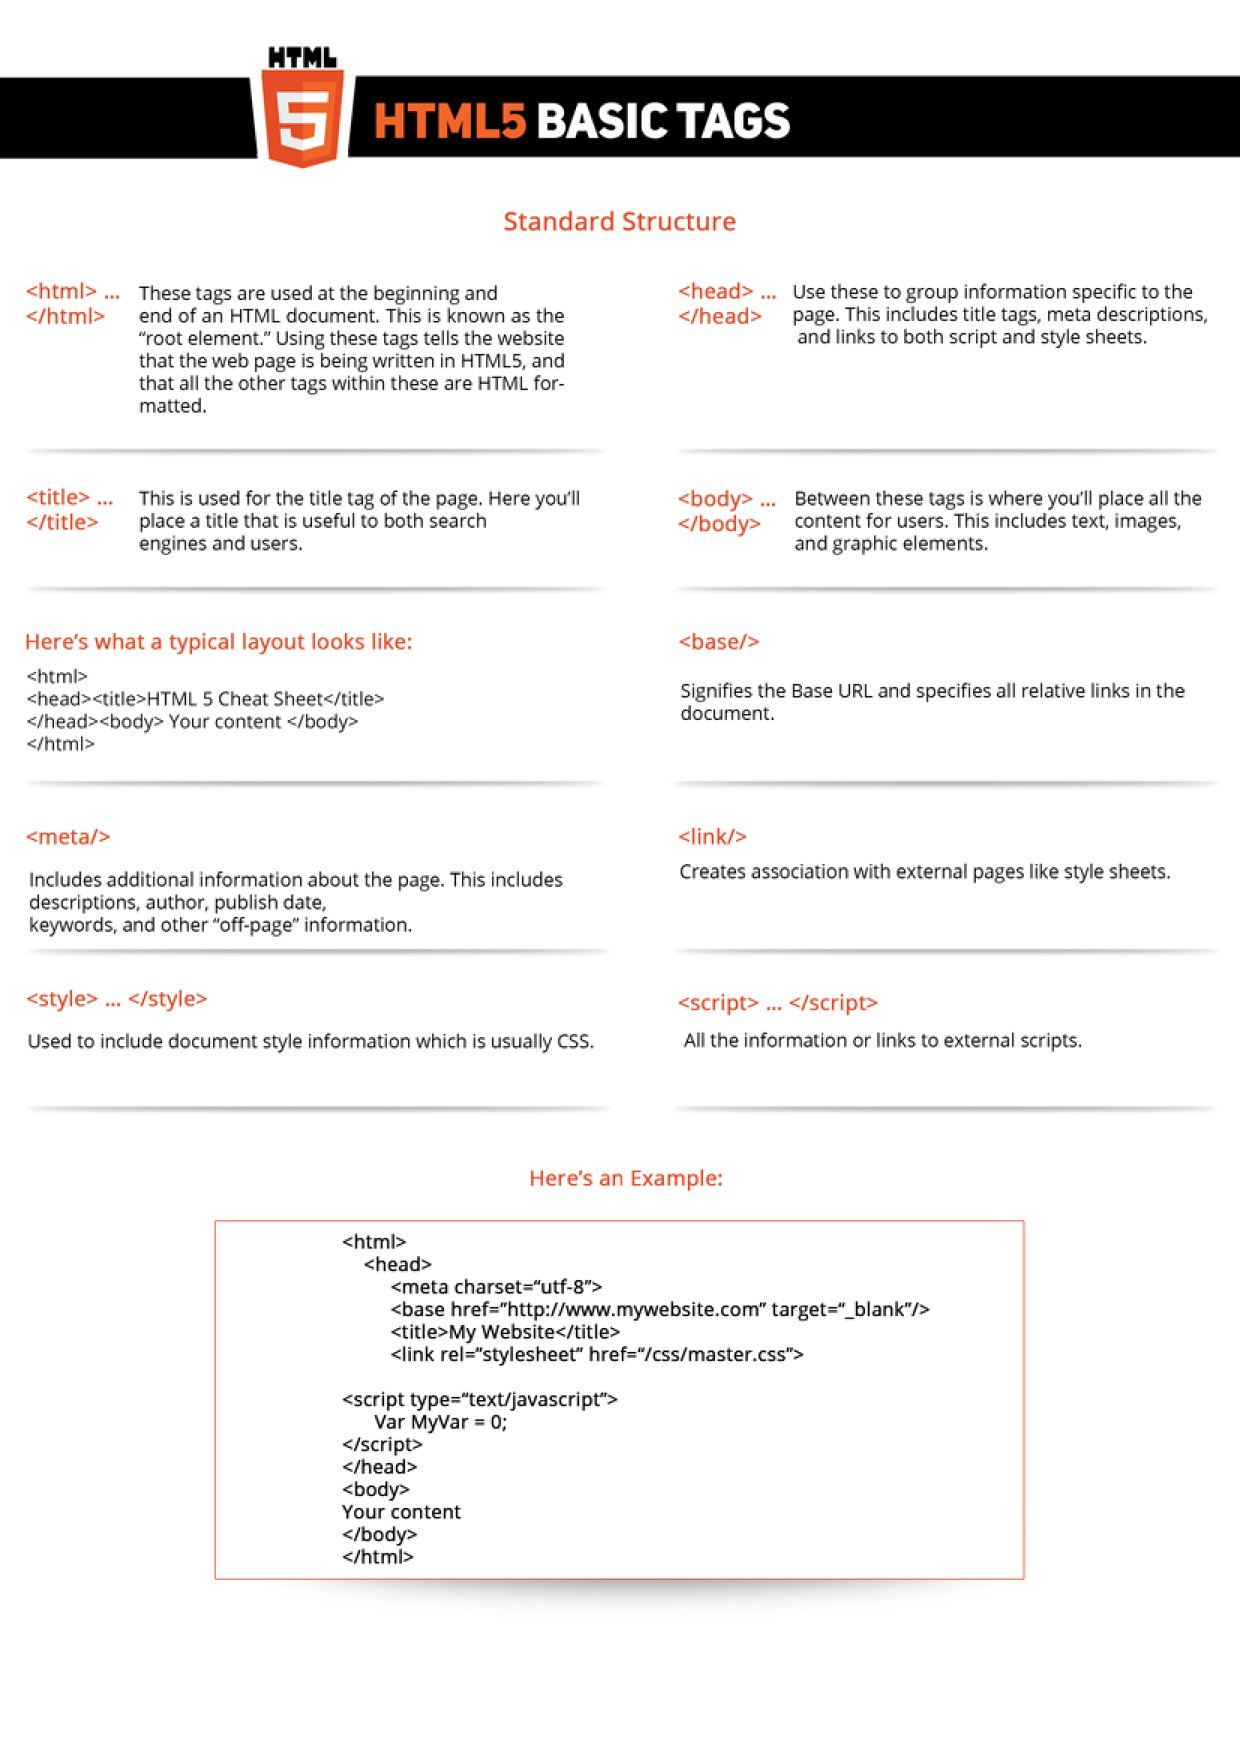 HTML
5
HTML5 BASIC TAGS
Standard Structure
<html> ...
</html>
These tags are used at the beginning and
end of an HTML document. This is known as the
“root element.” Using these tags tells the website
that the web page is being written in HTML5, and
that all the other tags within these are HTML for-
matted.
<head> ...
</head>
Use these to group information specific to the
page. This includes title tags, meta descriptions,
and links to both script and style sheets.
<title> ...
</title>
This is used for the title tag of the page. Here you’ll
place a title that is useful to both search
engines and users.
<body> ...
</body>
Between these tags is where you’ll place all the
content for users. This includes text, images,
and graphic elements.
Here’s what a typical layout looks like:
<html>
<head><title>HTML 5 Cheat Sheet</title>
</head><body> Your content </body>
</html>
<base/>
Signifies the Base URL and specifies all relative links in the
document.
<meta/>
Includes additional information about the page. This includes
descriptions, author, publish date,
keywords, and other “off-page” information.
<link/>
Creates association with external pages like style sheets.
<style> ... </style>
Used to include document style information which is usually CSS.
<script> ... </script>
All the information or links to external scripts.
Here’s an Example:
<html>
<head>
<meta charset=“utf-8”>
<base href=”http://www.mywebsite.com” target=“_blank”/>
<title>My Website</title>
<link rel=”stylesheet” href=“/css/master.css”>
<script type=“text/javascript”>
Var MyVar = 0;
</script>
</head>
<body>
Your content
</body>
</html>